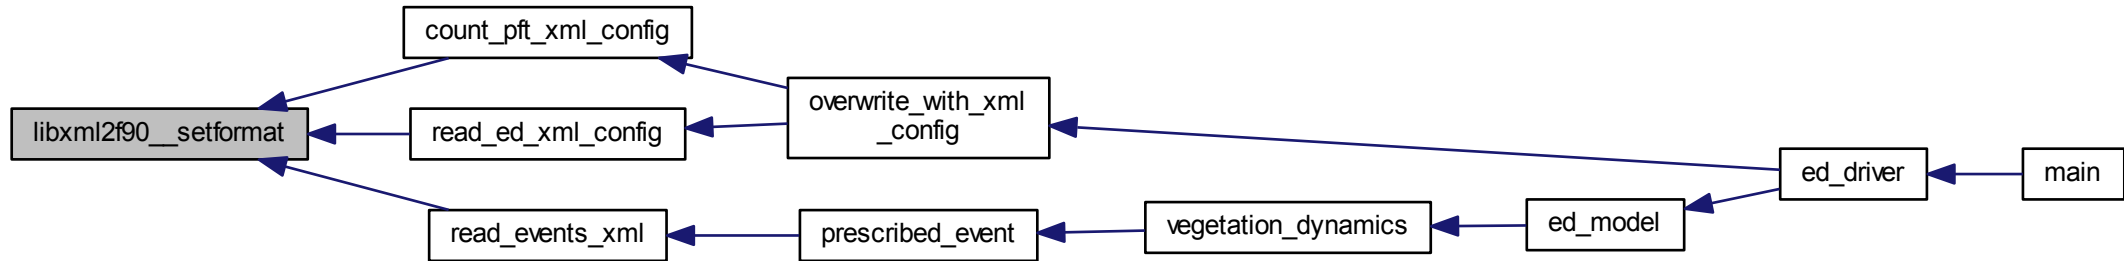 count_pft_xml_config
libxml2f90__setformat
read_ed_xml_config
overwrite_with_xml
_config
read_events_xml
prescribed_event
vegetation_dynamics
ed_model
ed_driver
main